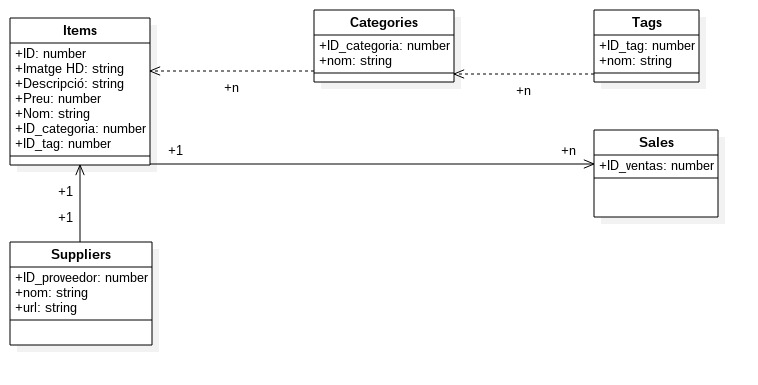 Items
+ID: number
+Imatge HD: string
+Descripció: string
+Preu: number
+Nom: string
+ID_categoria: number
+ID_tag: number
Categories
+ID_categoria: number
+nom: string
Tags
+ID_tag: number
+nom: string
+n
+n
+1
+n
Sales
+ID_ventas: number
+1
+1
Suppliers
+ID_proveedor: number
+nom: string
+url: string